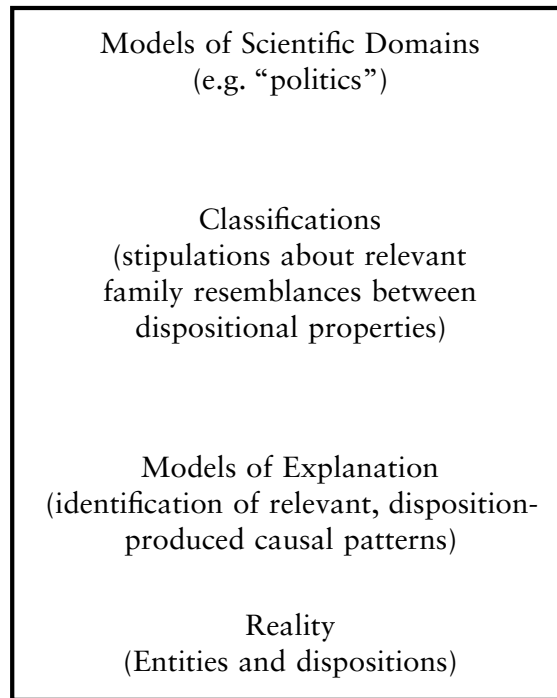 Models of Scientific Domains
(e.g. “politics”)
Classifications
(stipulations about relevant
family resemblances between
dispositional properties)
Models of Explanation
(identification of relevant, disposition-
produced causal patterns)
Reality
(Entities and dispositions)